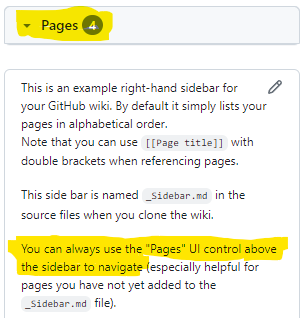 Pages 4
This is an example right-hand sidebar for
your GitHub wiki. By default it simply lists your
pages in alphabetical order.
Note that you can use [[Page title]] with
double brackets when referencing pages.
This side bar is named _Sidebar.md in the
source files when you clone the wiki.
You can always use the "Pages" UI control above
the sidebar to navigate (especially helpful for
pages you have not yet added to the
_Sidebar.md file).